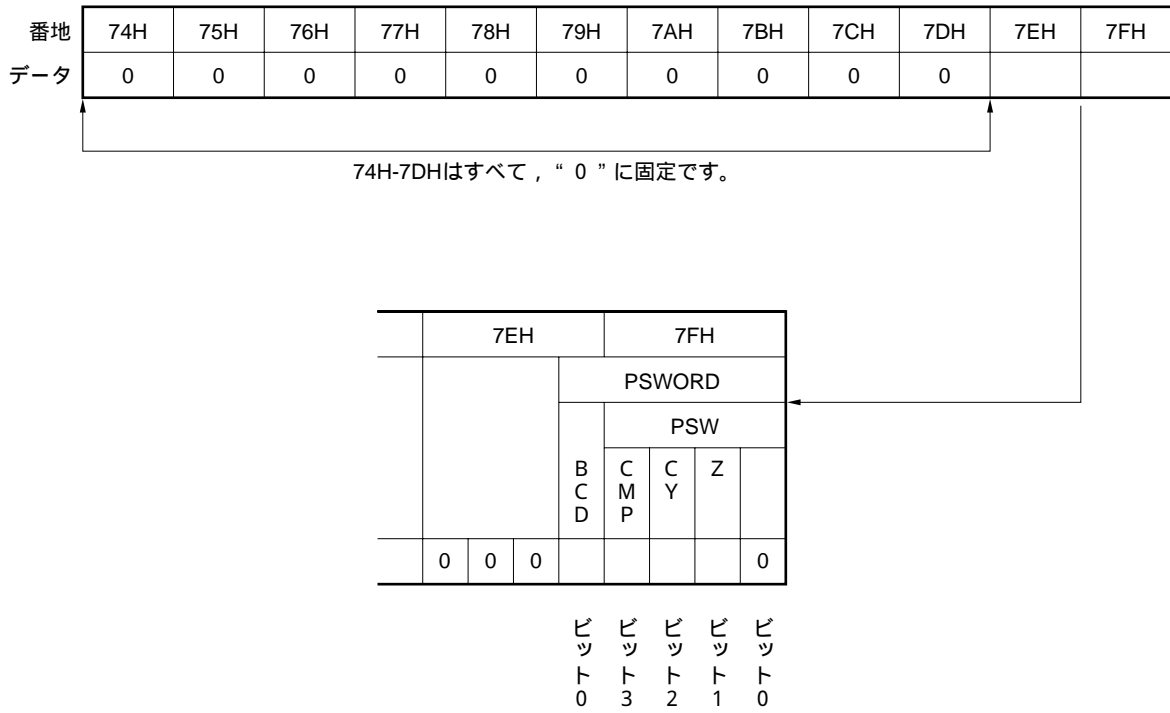 番地 74H 75H 76H 77H 78H 79H 7AH 7BH 7CH 7DH 7EH 7FH
データ 0 0 0 0 0 0 0 0 0 0
74H-7DHはすべて，“0”に固定です。
7EH 7FH
PSWORD
PSW
BCD CMP CY Z
0 0 0 0
ビット0 ビット3 ビット2 ビット1 ビット0